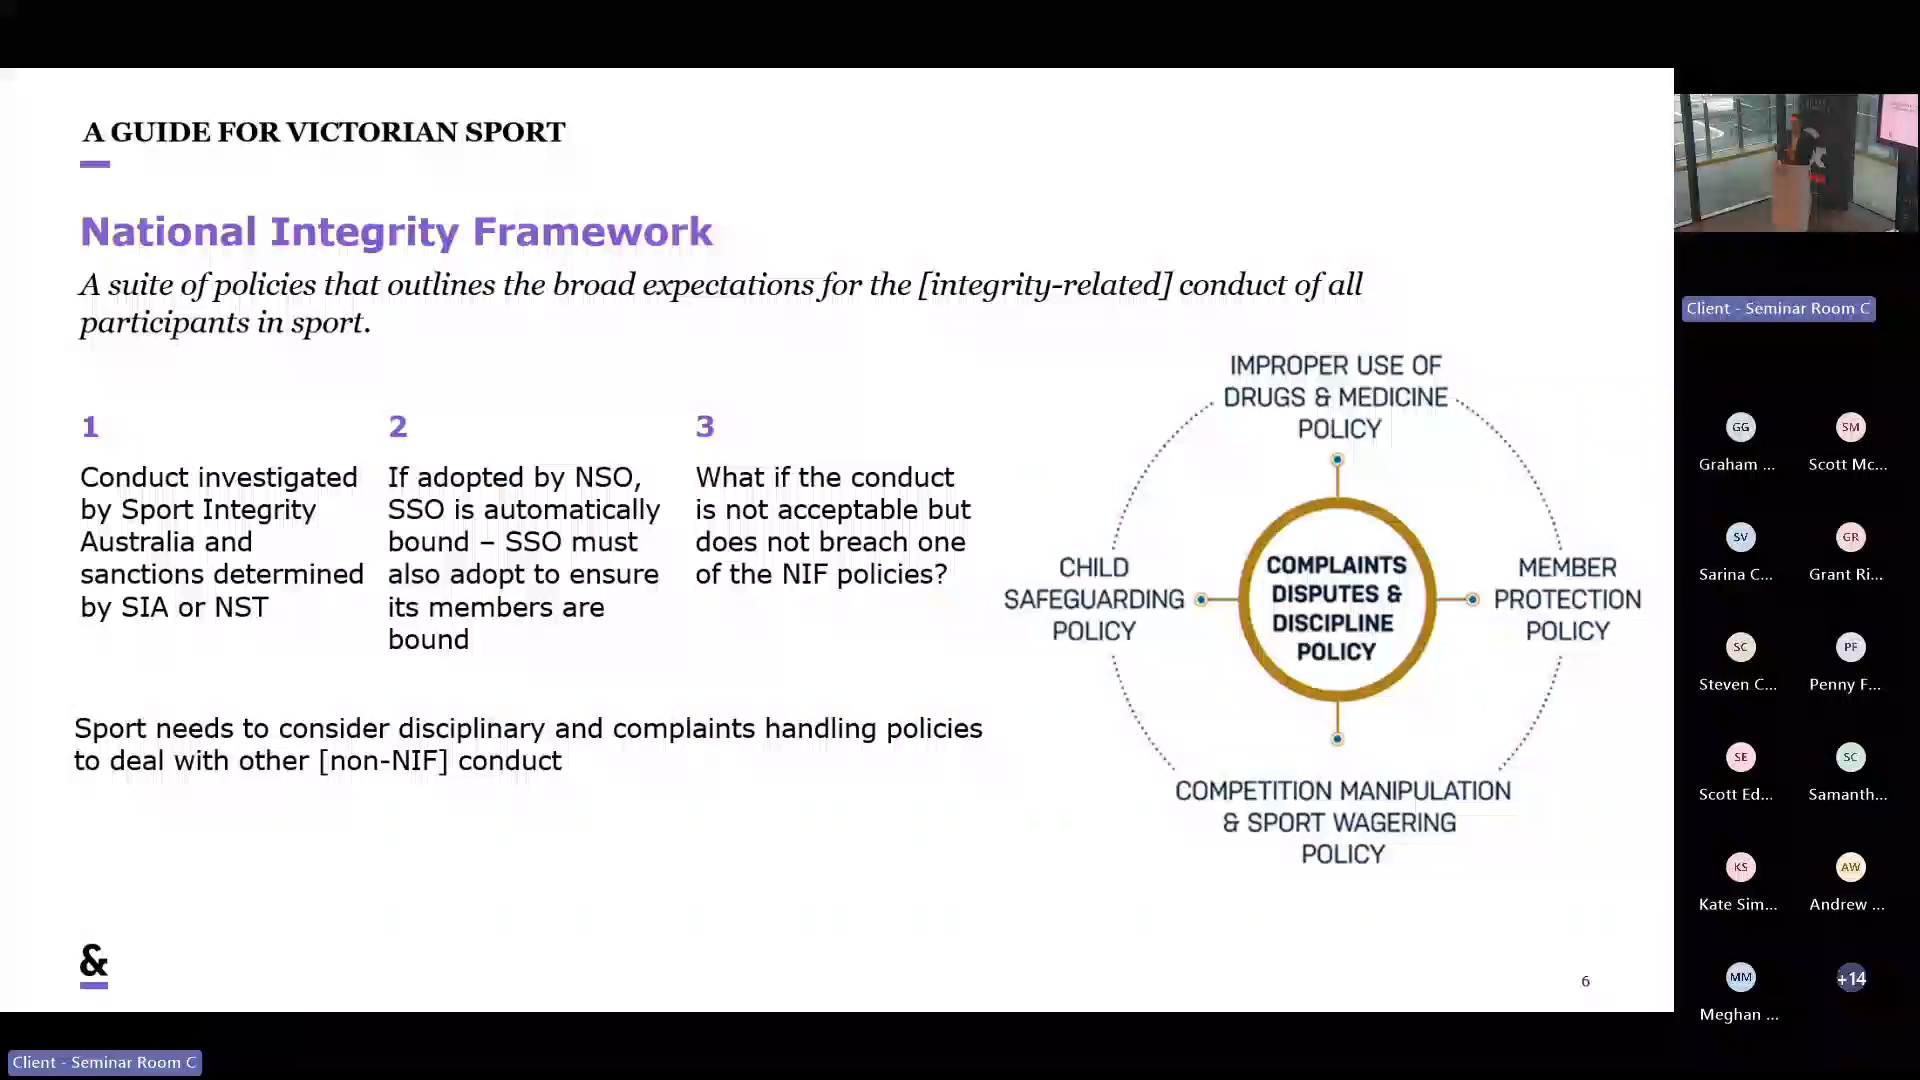 A GUIDE FOR VICTORIAN SPORT
National Integrity Framework
A suite of policies that outlines the broad expectations for the [integrity-related] conduct of all
participants in sport.
1
Conduct investigated
by Sport Integrity
Australia and
sanctions determined
by SIA or NST
2
If adopted by NSO,
SSO is automatically
bound – SSO must
also adopt to ensure
its members are
bound
3
What if the conduct
is not acceptable but
does not breach one
of the NIF policies?
Sport needs to consider disciplinary and complaints handling policies
to deal with other [non-NIF] conduct
IMPROPER USE OF
DRUGS & MEDICINE
POLICY
CHILD
SAFEGUARDING
POLICY
COMPLAINTS
DISPUTES &
DISCIPLINE
POLICY
MEMBER
PROTECTION
POLICY
COMPETITION MANIPULATION
& SPORT WAGERING
POLICY
&
6
Client - Seminar Room C
GG
Graham ...
SM
Scott Mc...
SV
Sarina C...
GR
Grant Ri...
SC
Steven C...
PF
Penny F...
SE
Scott Ed...
SC
Samanth...
KS
Kate Sim...
AW
Andrew ...
MM
Meghan ...
+14
Client - Seminar Room C